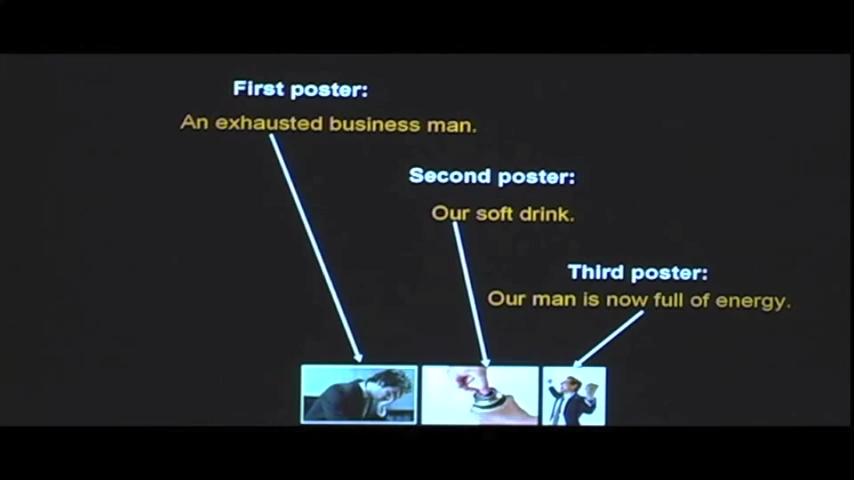 First poster:
An exhausted business man.
Second poster:
Our soft drink.
Third poster:
Our man is now full of energy.